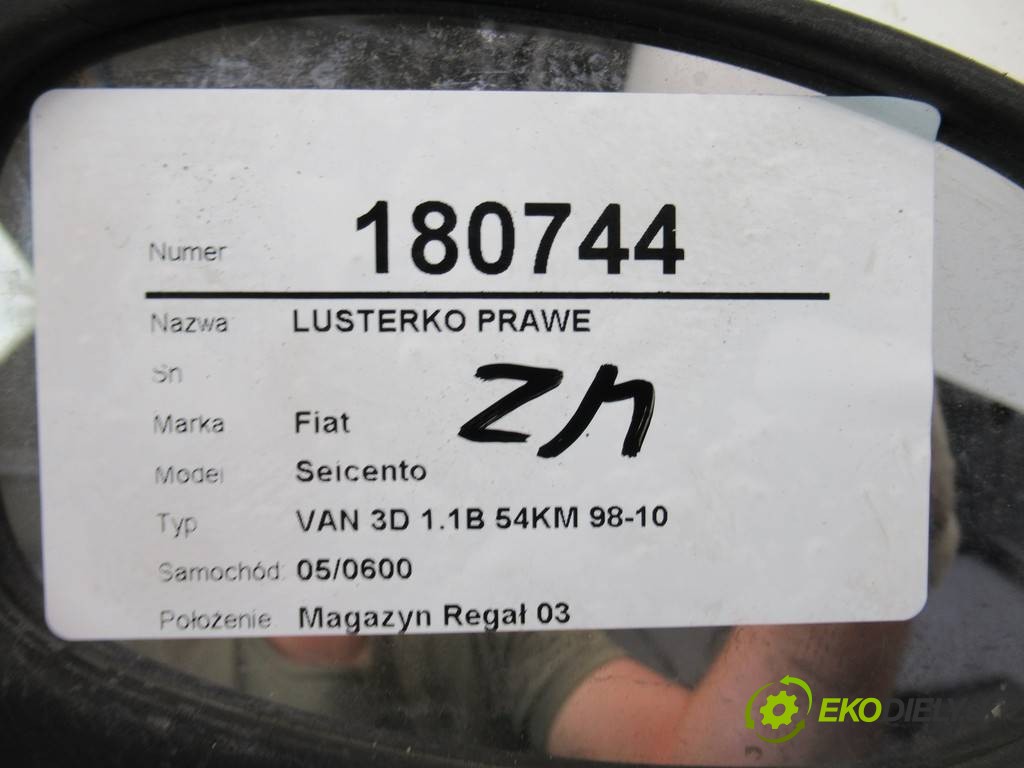 Numer 180744
Nazwa LUSTERKO PRAWE
Sn
Marka Fiat
Model Seicento
Typ VAN 3D 1.1B 54KM 98-10
Samochód: 05/0600
Położenie Magazyn Regał 03
EKODIELY